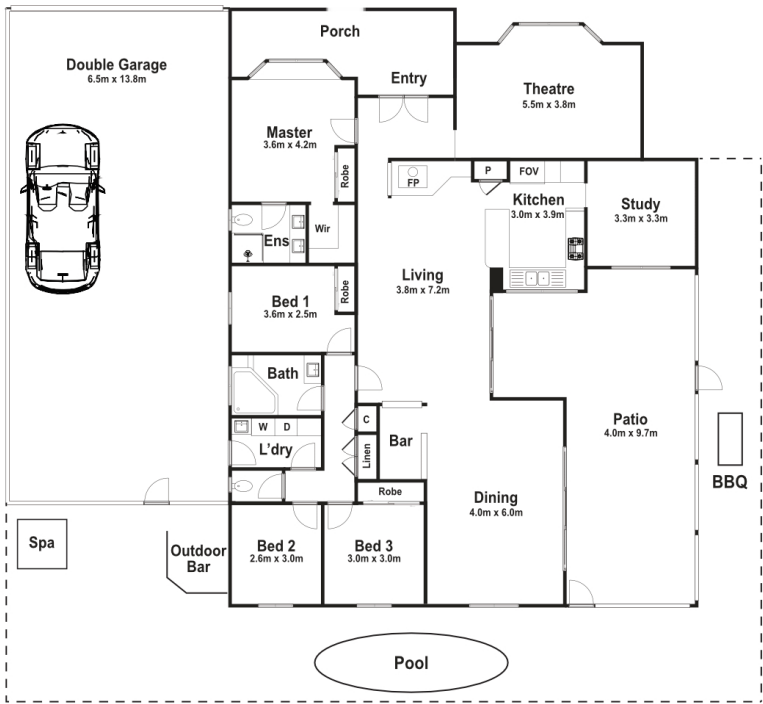 Porch
Double Garage
6.5m x 13.8m
Entry
Theatre
5.5m x 3.8m
Master
3.6m x 4.2m
Robe
P
FOV
FP
Kitchen
3.0m x 3.9m
Study
3.3m x 3.3m
Wir
Ens
Living
3.8m x 7.2m
Bed 1
3.6m x 2.5m
Robe
Bath
W
D
L'dry
C
Linen
Bar
Patio
4.0m x 9.7m
BBQ
Robe
Dining
4.0m x 6.0m
Spa
Outdoor
Bar
Bed 2
2.6m x 3.0m
Bed 3
3.0m x 3.0m
Pool